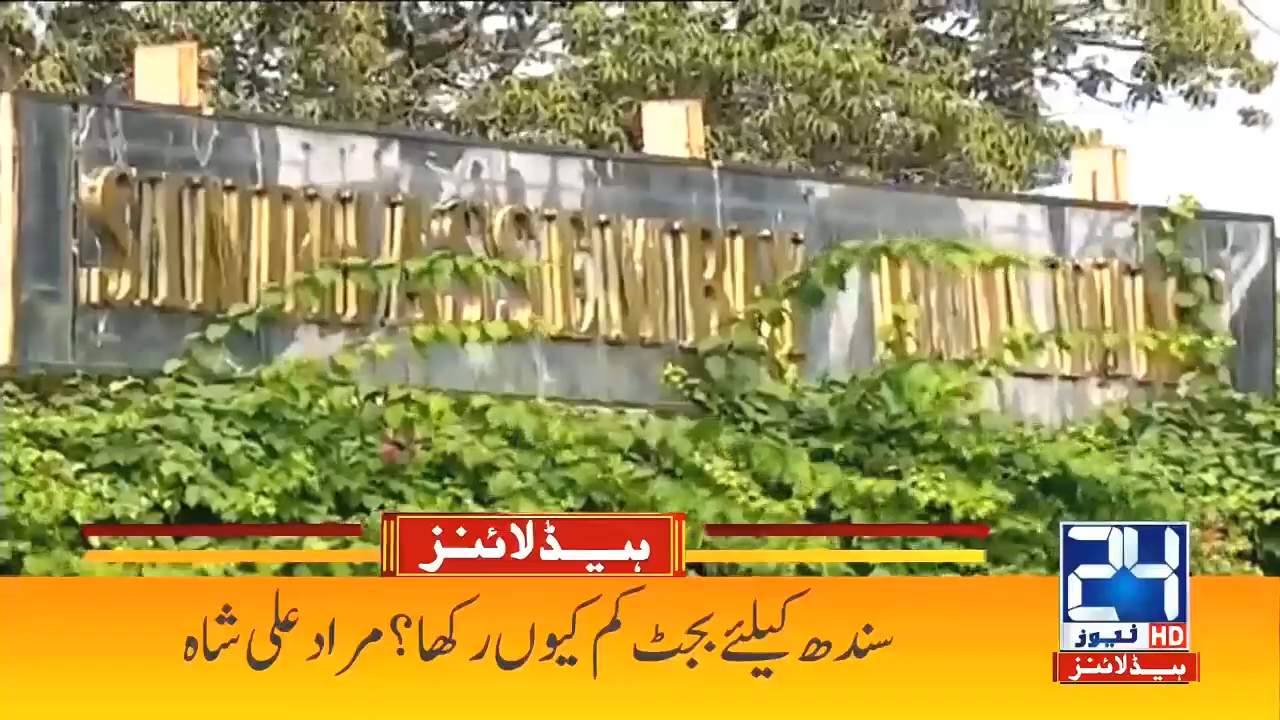 ہیڈلائنز
سندھ کیلئے بجٹ کم کیوں رکھا؟ مراد علی شاہ
24
نیوز HD
ہیڈلائنز